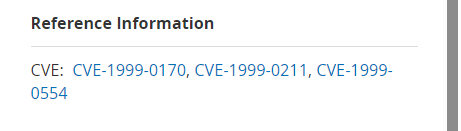 Reference Information
CVE: CVE-1999-0170, CVE-1999-0211, CVE-1999-
0554